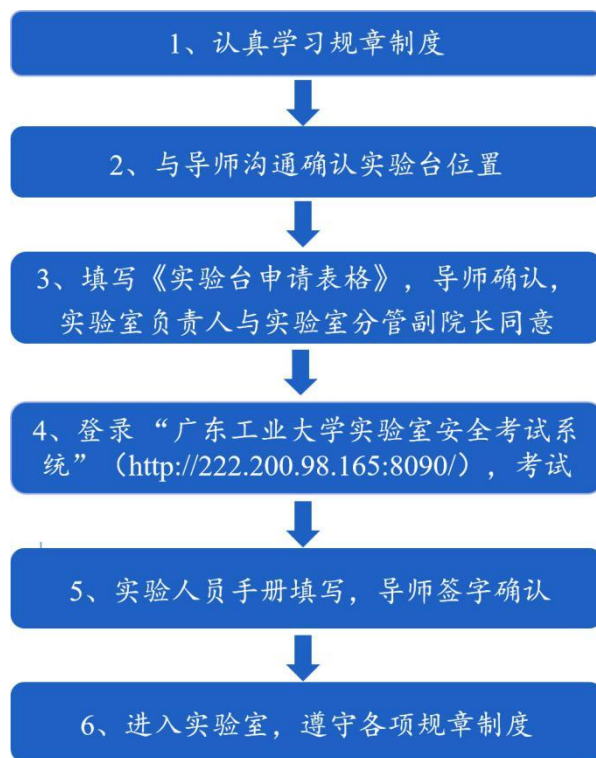 1、认真学习规章制度
2、与导师沟通确认实验台位置
3、填写《实验台申请表格》，导师确认，
实验室负责人与实验室分管副院长同意
4、登录 “广东工业大学实验室安全考试系
统”（http://222.200.98.165:8090/），考试
5、实验人员手册填写，导师签字确认
6、进入实验室，遵守各项规章制度